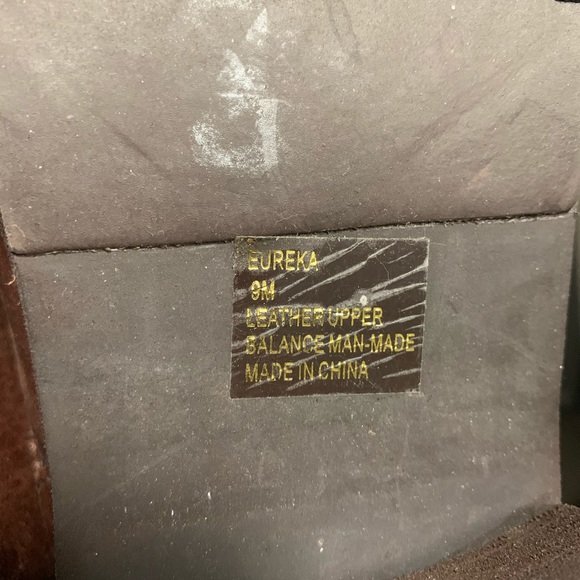 EUREKA
9M
LEATHER UPPER
BALANCE MAN-MADE
MADE IN CHINA